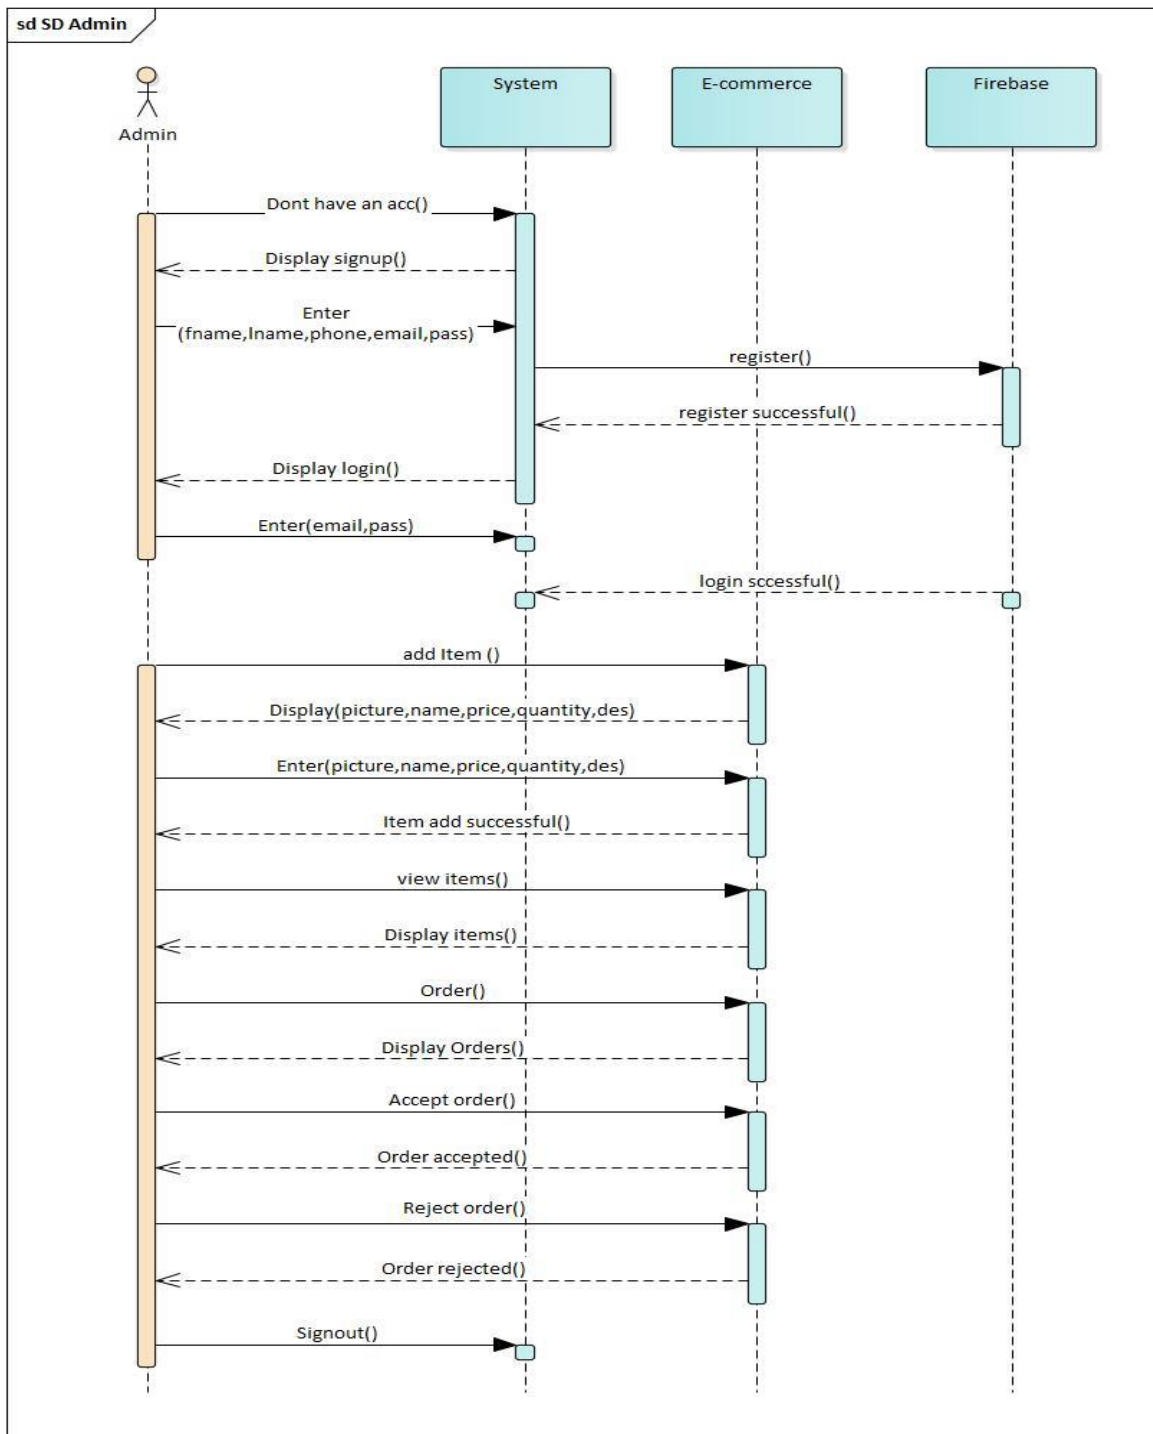 sd SD Admin
System
E-commerce
Firebase
Admin
Dont have an acc()
Display signup()
Enter
(fname,lname,phone,email,pass)
register()
register successful()
Display login()
Enter(email,pass)
login sccessful()
add Item ()
Display(picture,name,price,quantity,des)
Enter(picture,name,price,quantity,des)
Item add successful()
view items()
Display items()
Order()
Display Orders()
Accept order()
Order accepted()
Reject order()
Order rejected()
Signout()